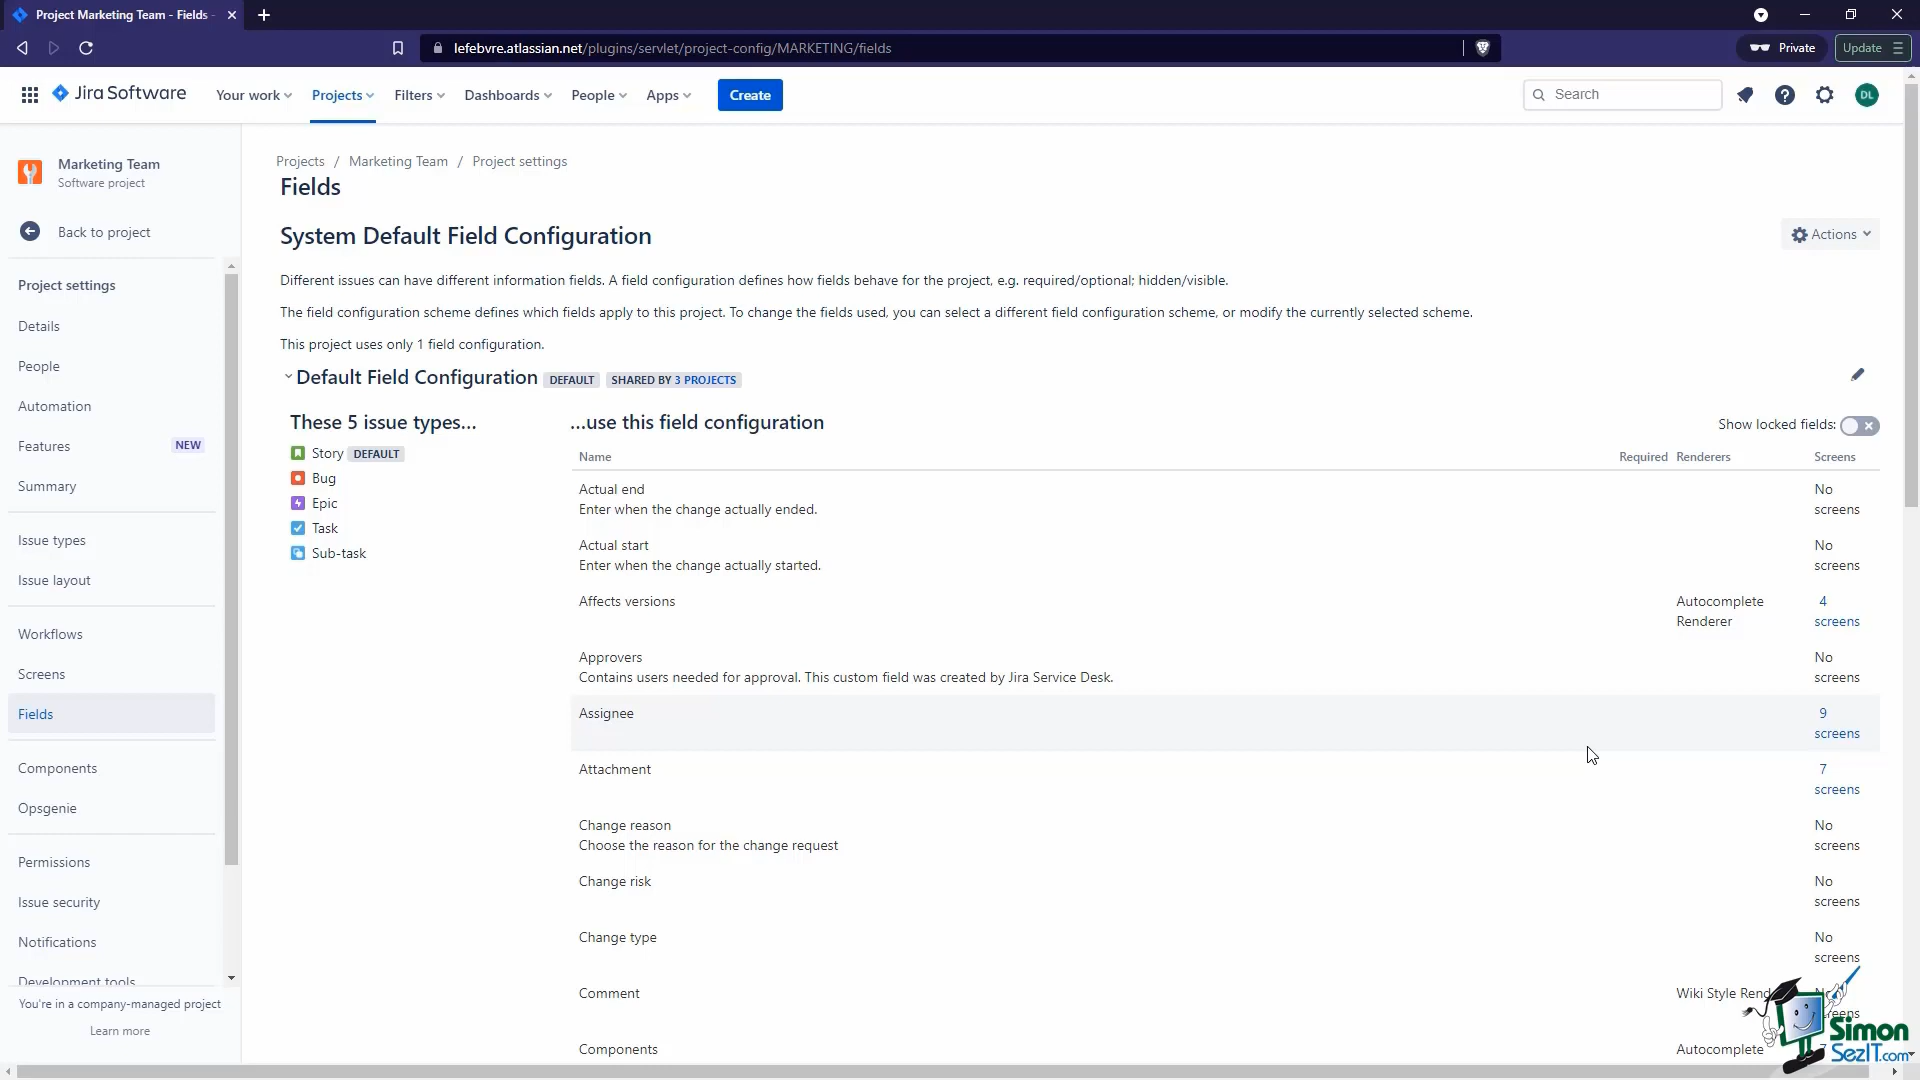 Project Marketing Team - Fields -
lefebvre.atlassian.net/plugins/servlet/project-config/MARKETING/fields
Private
Update
Jira Software
Your work
Projects
Filters
Dashboards
People
Apps
Create
Search
DL
Marketing Team
Software project
Back to project
Project settings
Details
People
Automation
Features NEW
Summary
Issue types
Issue layout
Workflows
Screens
Fields
Components
Opsgenie
Permissions
Issue security
Notifications
Development tools
You're in a company-managed project
Learn more
Projects / Marketing Team / Project settings
Fields
System Default Field Configuration
Actions
Different issues can have different information fields. A field configuration defines how fields behave for the project, e.g. required/optional; hidden/visible.
The field configuration scheme defines which fields apply to this project. To change the fields used, you can select a different field configuration scheme, or modify the currently selected scheme.
This project uses only 1 field configuration.
Default Field Configuration DEFAULT SHARED BY 3 PROJECTS
These 5 issue types...
Story DEFAULT
Bug
Epic
Task
Sub-task
...use this field configuration
Show locked fields:
Name Required Renderers Screens
Actual end
Enter when the change actually ended.
No
screens
Actual start
Enter when the change actually started.
No
screens
Affects versions
Autocomplete
Renderer
4
screens
Approvers
Contains users needed for approval. This custom field was created by Jira Service Desk.
No
screens
Assignee
9
screens
Attachment
7
screens
Change reason
Choose the reason for the change request
No
screens
Change risk
No
screens
Change type
No
screens
Comment
Wiki Style
Components
Autocomplete
Simon
SezIT.com